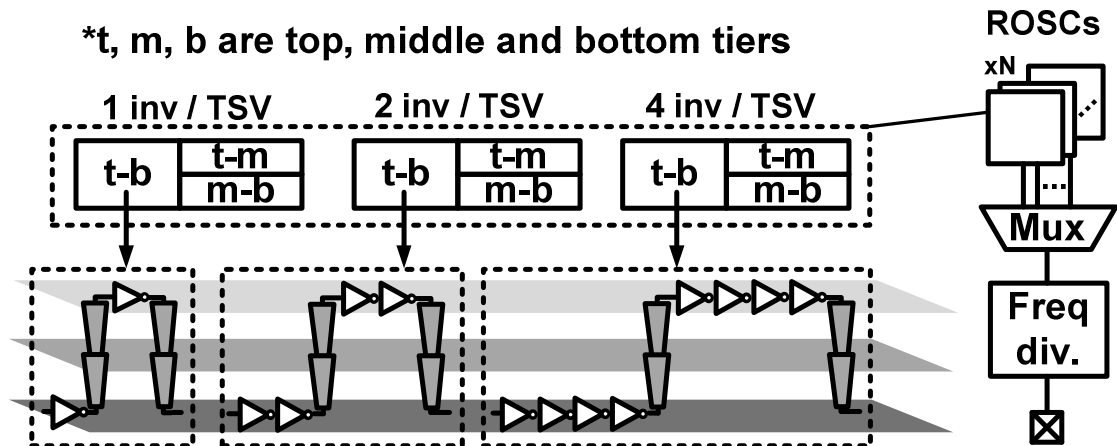 *t, m, b are top, middle and bottom tiers
ROSCs
xN
1 inv / TSV
2 inv / TSV
4 inv / TSV
t-b
t-m
m-b
t-b
t-m
m-b
t-b
t-m
m-b
Mux
Freq
div.